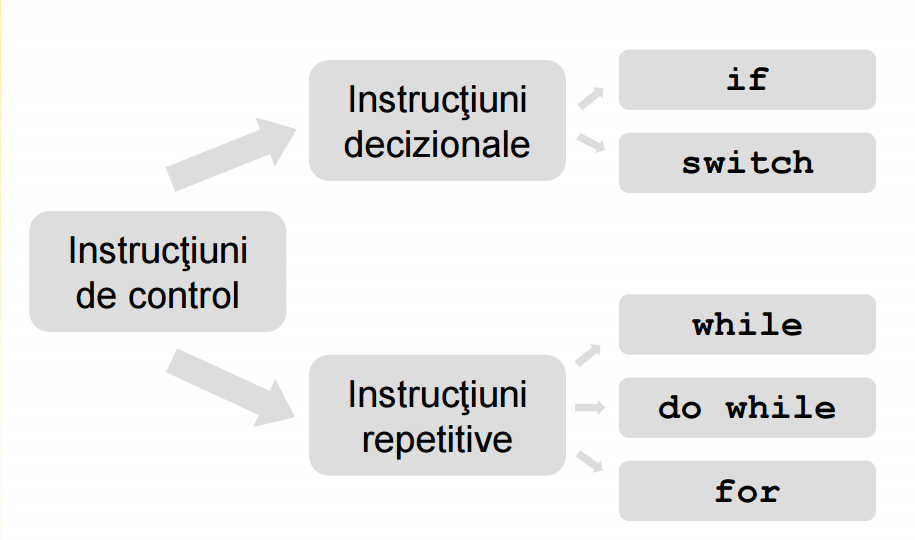 Instrucţiuni
decizionale
if
switch
Instrucţiuni
de control
Instrucţiuni
repetitive
while
do while
for